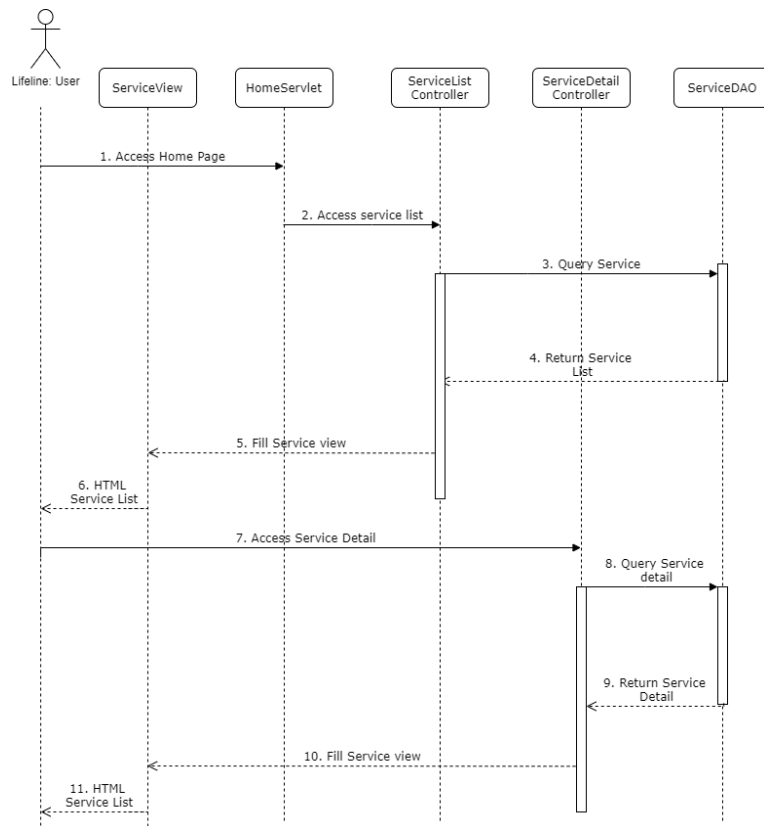 Lifeline: User
ServiceView
HomeServlet
ServiceList
Controller
ServiceDetail
Controller
ServiceDAO
1. Access Home Page
2. Access service list
3. Query Service
4. Return Service
List
5. Fill Service view
6. HTML
Service List
7. Access Service Detail
8. Query Service
detail
9. Return Service
Detail
10. Fill Service view
11. HTML
Service List